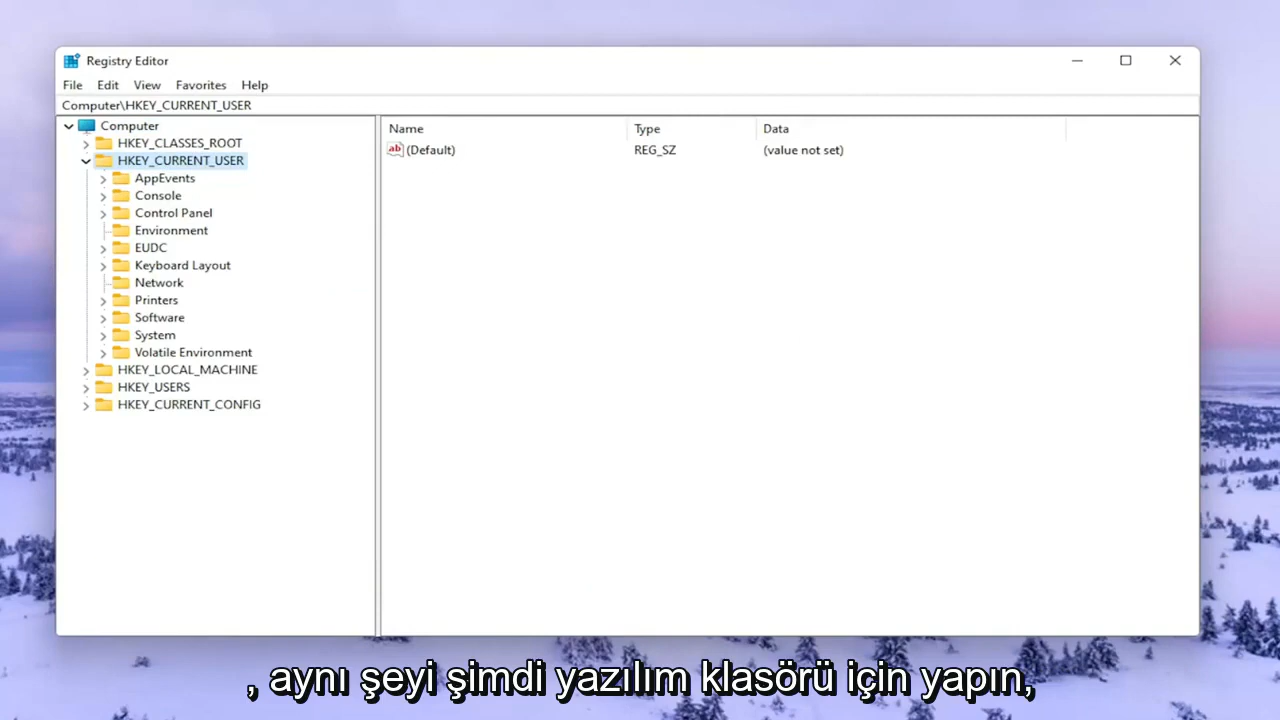 Registry Editor
File Edit View Favorites Help
Computer\HKEY_CURRENT_USER
Computer
HKEY_CLASSES_ROOT
HKEY_CURRENT_USER
AppEvents
Console
Control Panel
Environment
EUDC
Keyboard Layout
Network
Printers
Software
System
Volatile Environment
HKEY_LOCAL_MACHINE
HKEY_USERS
HKEY_CURRENT_CONFIG
Name Type Data
ab (Default) REG_SZ (value not set)
, aynı şeyi şimdi yazılım klasörü için yapın,